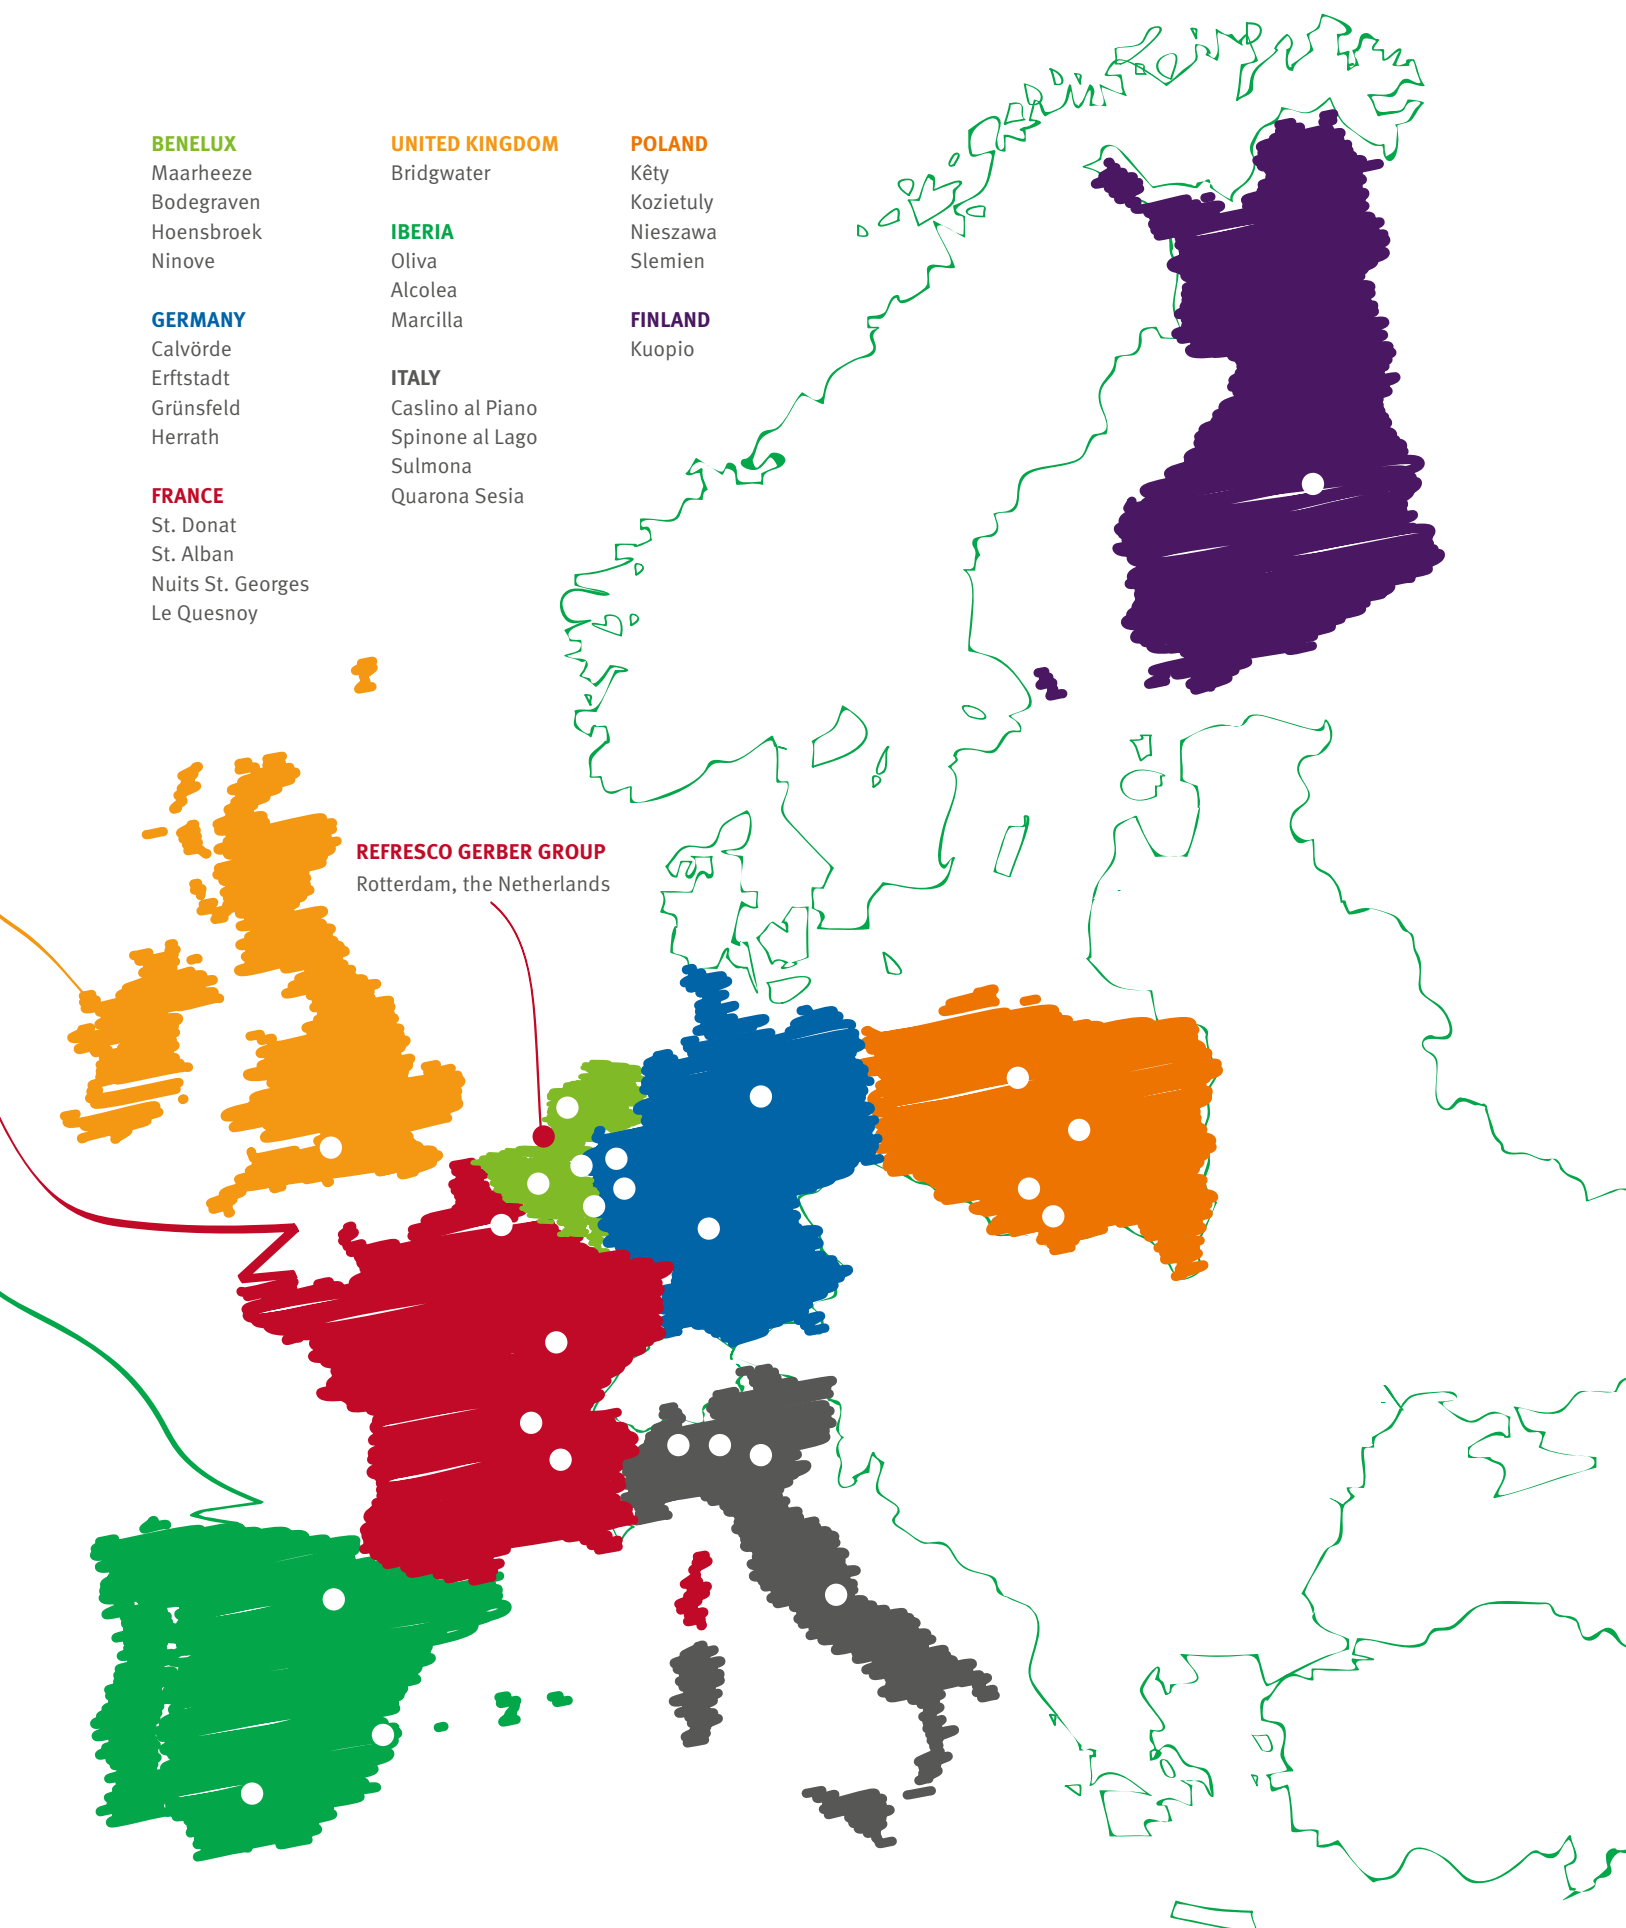 BENELUX
Maarheeze
Bodegraven
Hoensbroek
Ninove
GERMANY
Calvörde
Erftstadt
Grünsfeld
Herrath
FRANCE
St. Donat
St. Alban
Nuits St. Georges
Le Quesnoy
UNITED KINGDOM
Bridgwater
IBERIA
Oliva
Alcolea
Marcilla
ITALY
Caslino al Piano
Spinone al Lago
Sulmona
Quarona Sesia
POLAND
Kêty
Kozietuly
Nieszawa
Slemien
FINLAND
Kuopio
REFRESCO GERBER GROUP
Rotterdam, the Netherlands